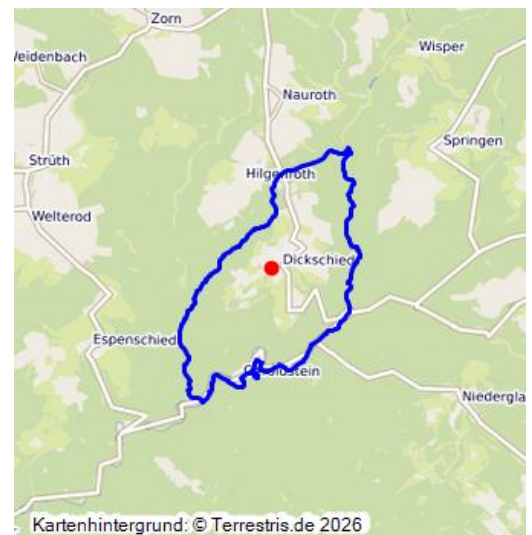 Zorn
Weidenbach
Wisper
Nauroth
Springen
Strüth
Hilgenroth
Welterod
Dickschied
Espenschied
Niedergla
Kartenhintergrund: © Terrestris.de 2026